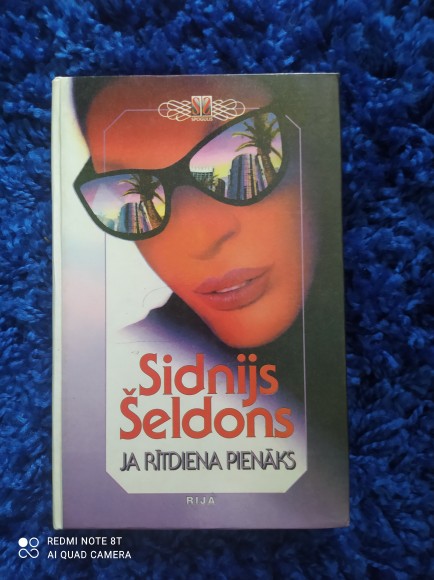 Sidnijs
Šeldons
JA RĪTDIENA PIENĀKS
RIJA
REDMI NOTE 8T
AI QUAD CAMERA